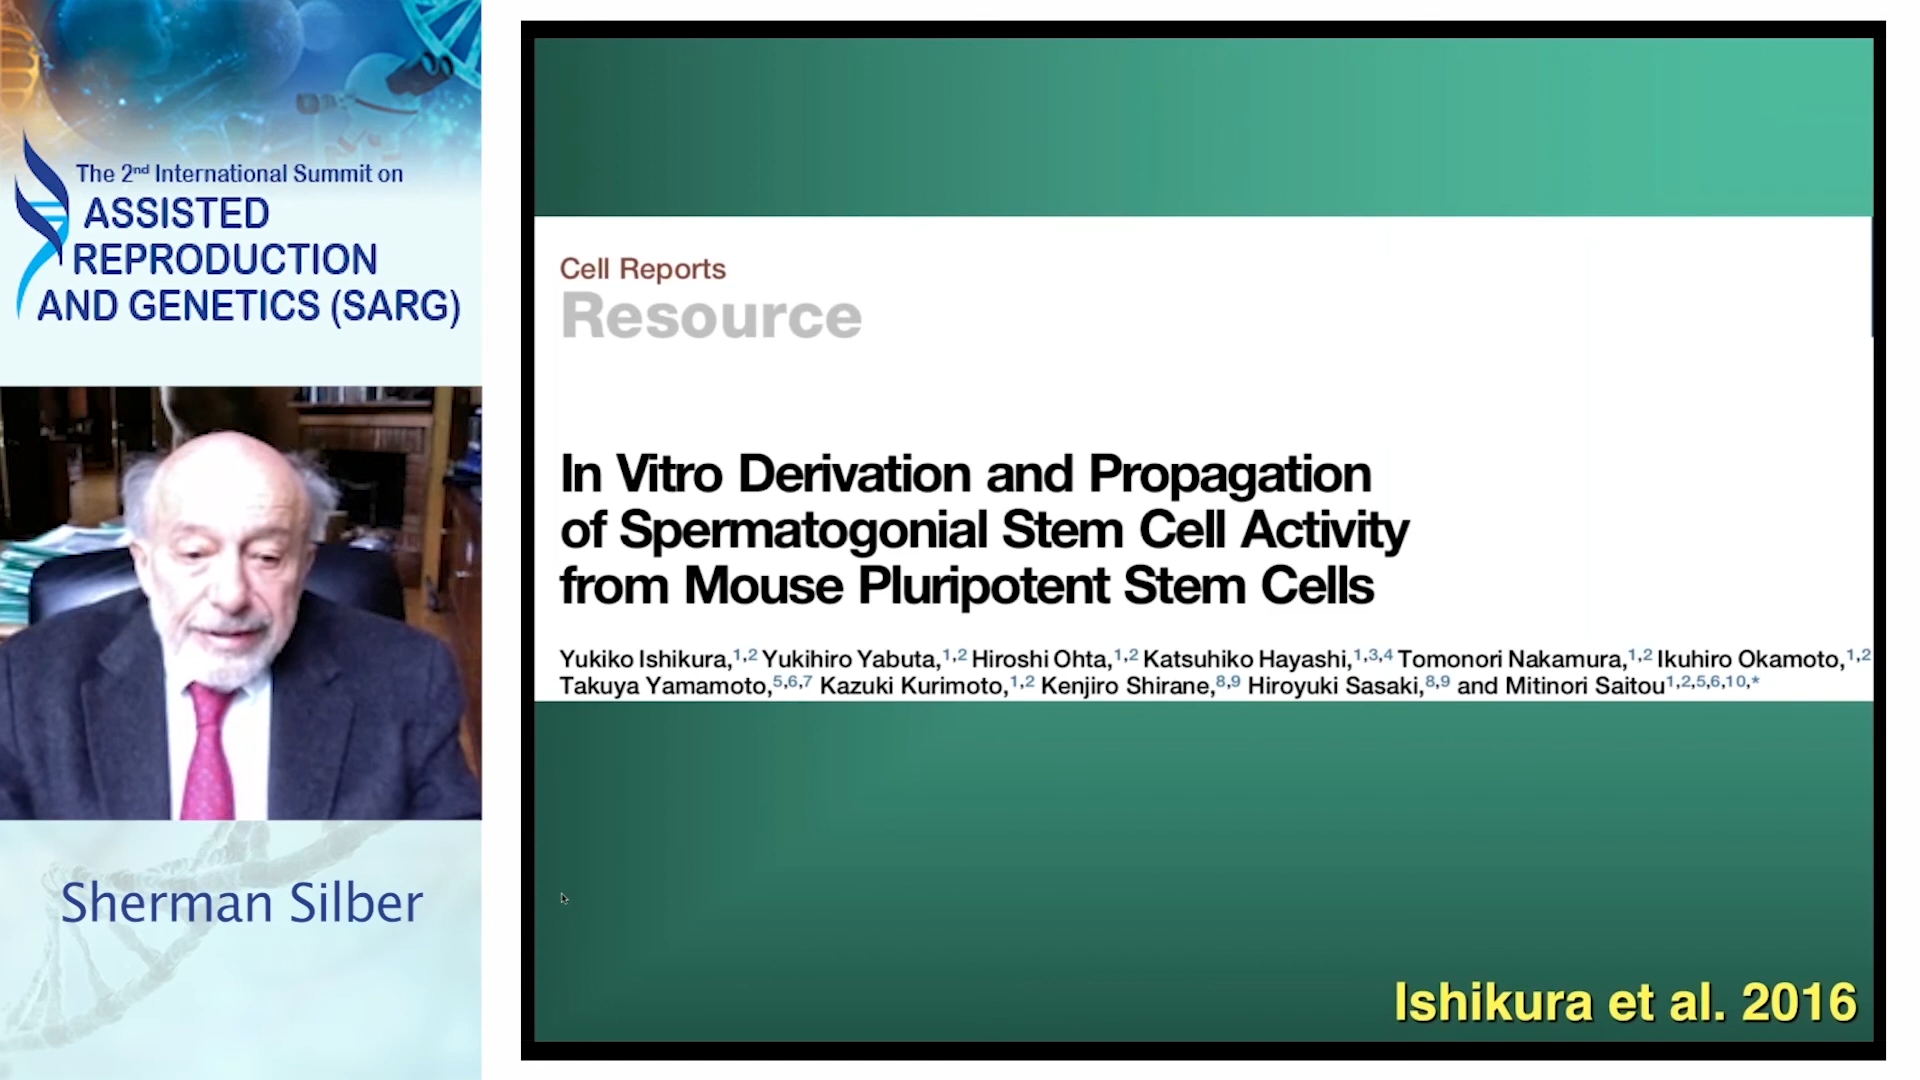 The 2nd International Summit on
ASSISTED
REPRODUCTION
AND GENETICS (SARG)
Sherman Silber
Cell Reports
Resource
In Vitro Derivation and Propagation
of Spermatogonial Stem Cell Activity
from Mouse Pluripotent Stem Cells
Yukiko Ishikura,1,2 Yukihiro Yabuta,1,2 Hiroshi Ohta,1,2 Katsuhiko Hayashi,1,3,4 Tomonori Nakamura,1,2 Ikuhiro Okamoto,1,2
Takuya Yamamoto,5,6,7 Kazuki Kurimoto,1,2 Kenjiro Shirane,8,9 Hiroyuki Sasaki,8,9 and Mitinori Saitou1,2,5,6,10,*
Ishikura et al. 2016